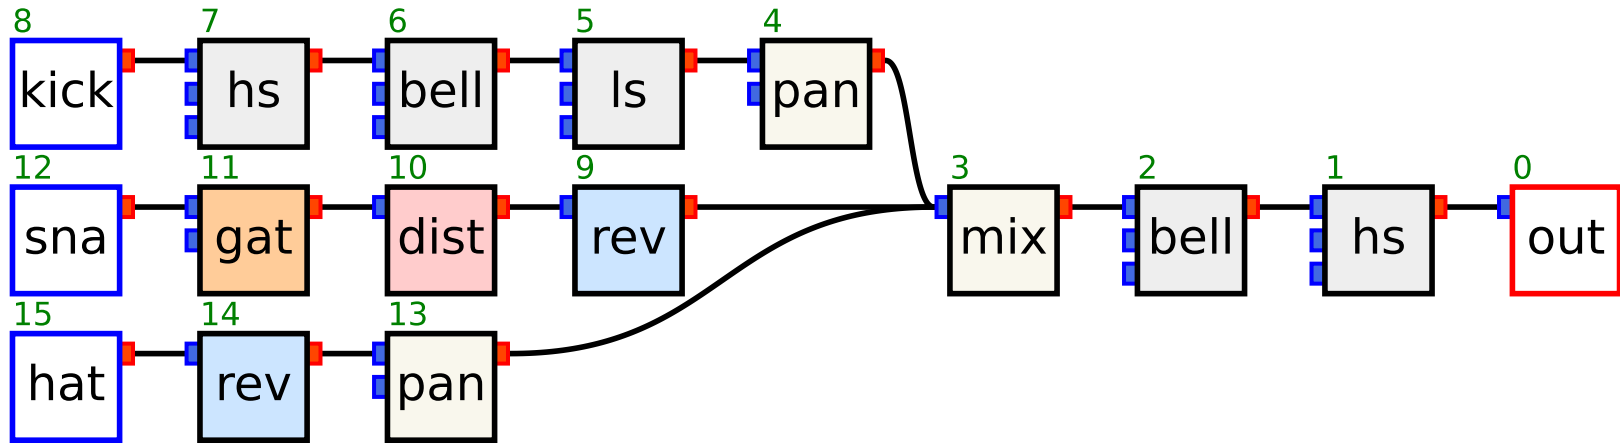 8 7 6 5 4
kick hs bell ls pan
12 11 10 9 3 2 1 0
sna gat dist rev mix bell hs out
15 14 13
hat rev pan